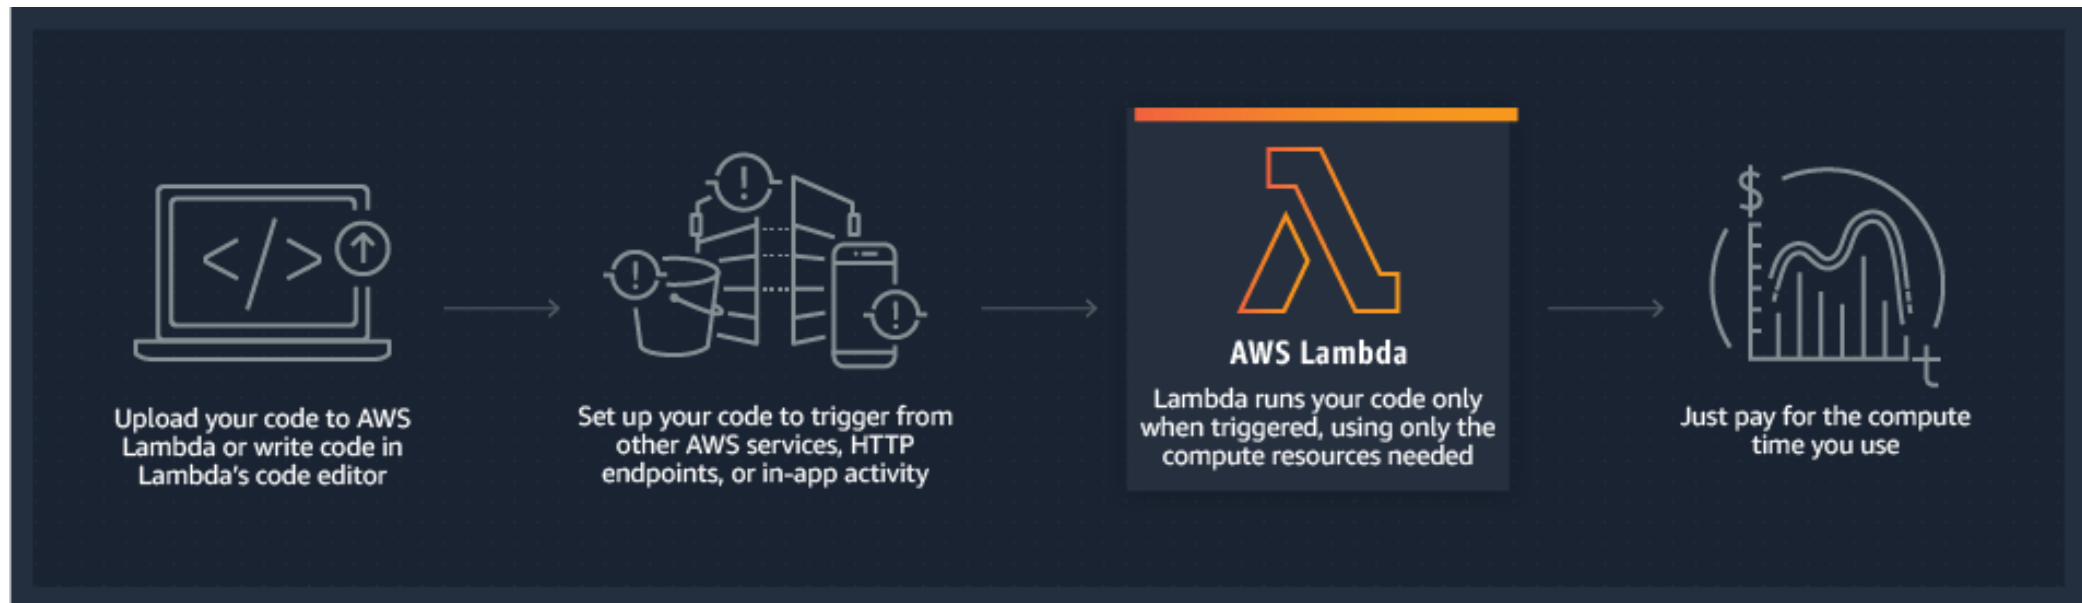 Upload your code to AWS
Lambda or write code in
Lambda's code editor
Set up your code to trigger from
other AWS services, HTTP
endpoints, or in-app activity
AWS Lambda
Lambda runs your code only
when triggered, using only the
compute resources needed
$
t
Just pay for the compute
time you use